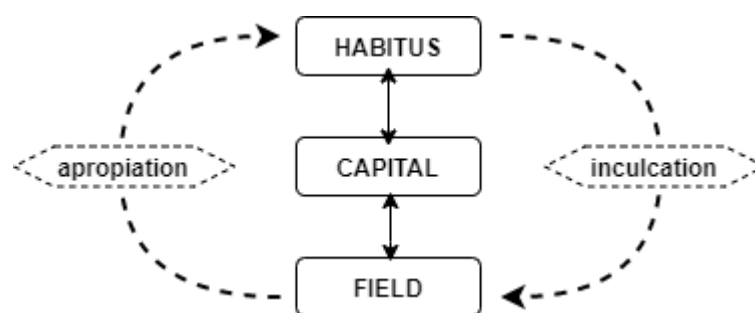 HABITUS
apropiation
CAPITAL
inculcation
FIELD